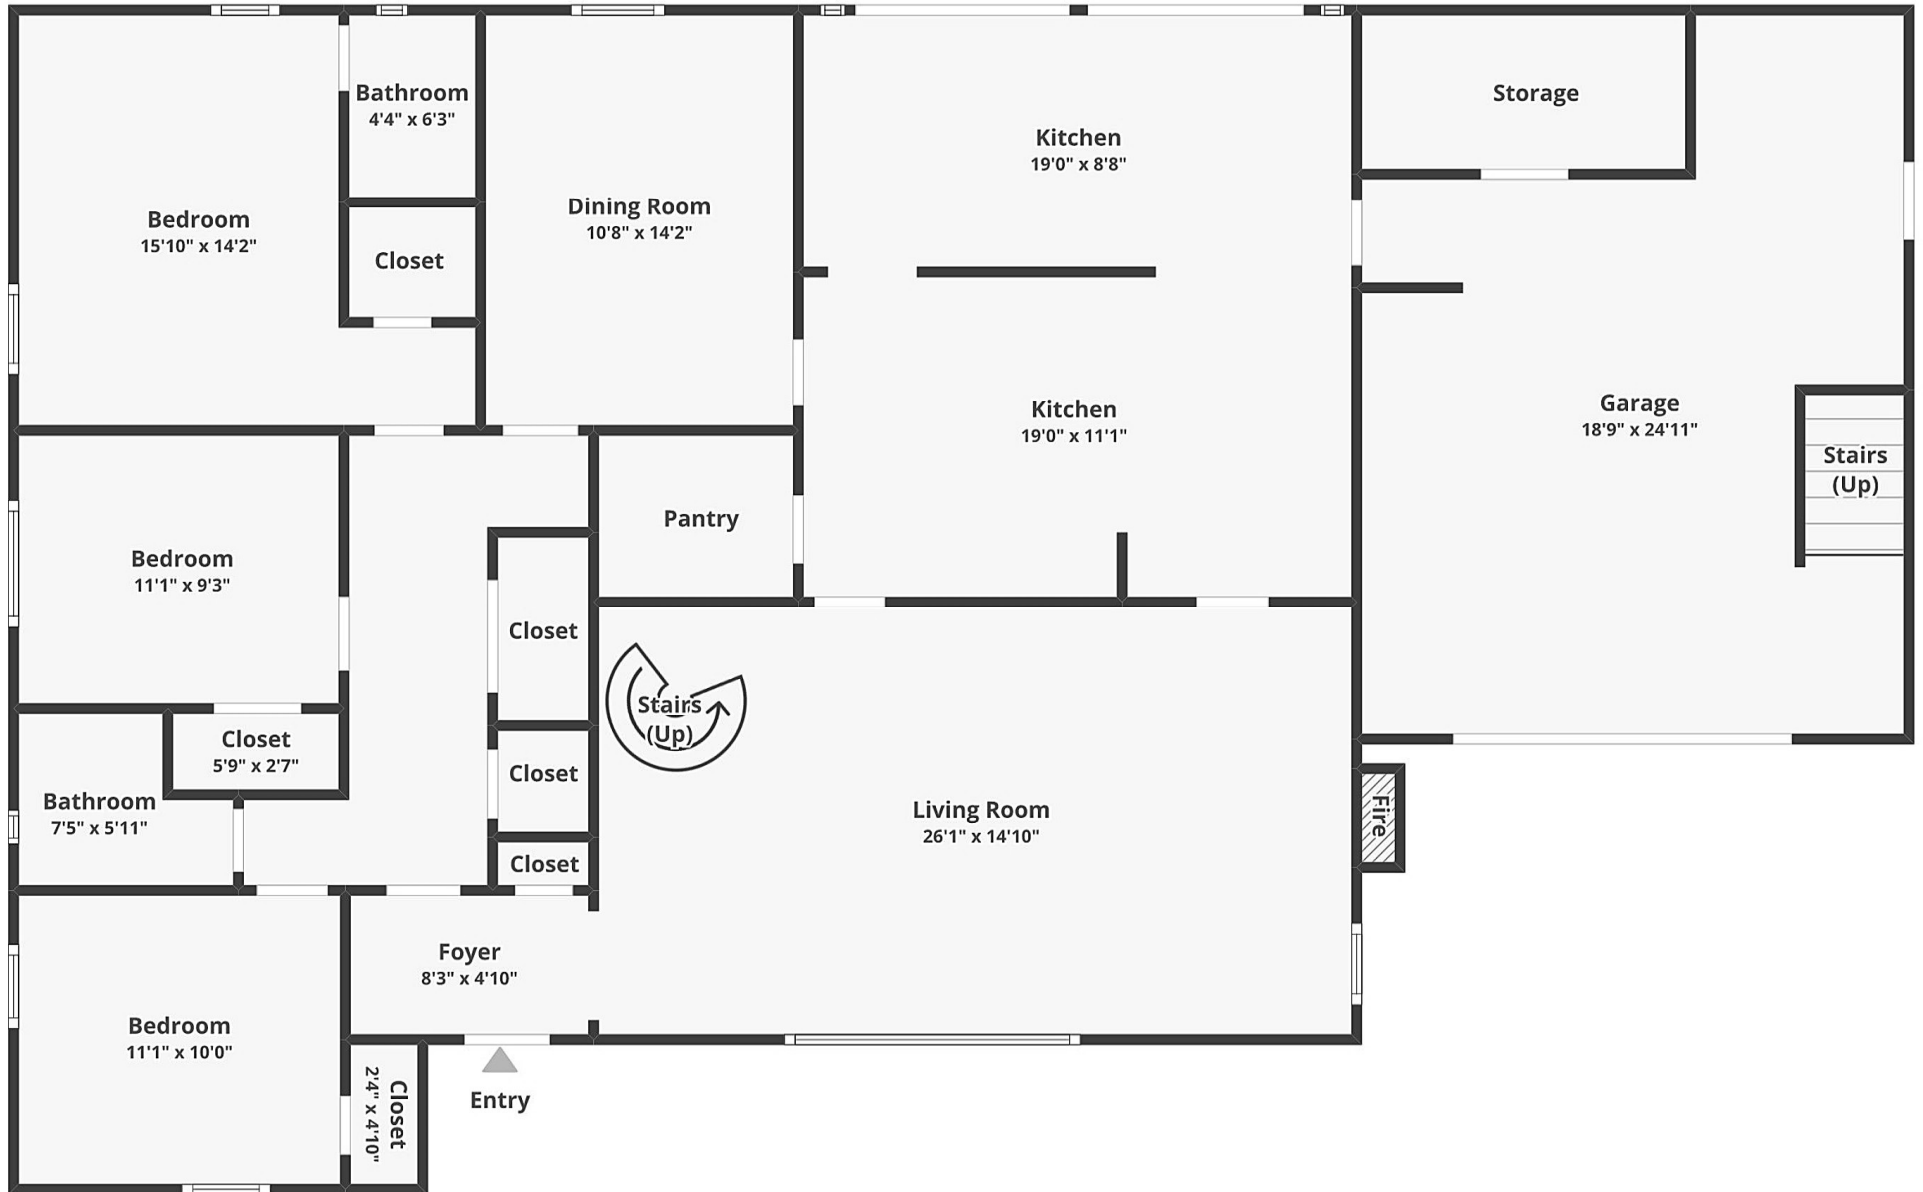 Bathroom
4'4" x 6'3"
Storage
Kitchen
19'0" x 8'8"
Bedroom
15'10" x 14'2"
Dining Room
10'8" x 14'2"
Closet
Kitchen
19'0" x 11'1"
Garage
18'9" x 24'11"
Stairs
(Up)
Pantry
Bedroom
11'1" x 9'3"
Closet
Stairs
(Up)
Closet
5'9" x 2'7"
Closet
Bathroom
7'5" x 5'11"
Living Room
26'1" x 14'10"
Fire
Closet
Foyer
8'3" x 4'10"
Bedroom
11'1" x 10'0"
Closet
2'4" x 4'10"
Entry